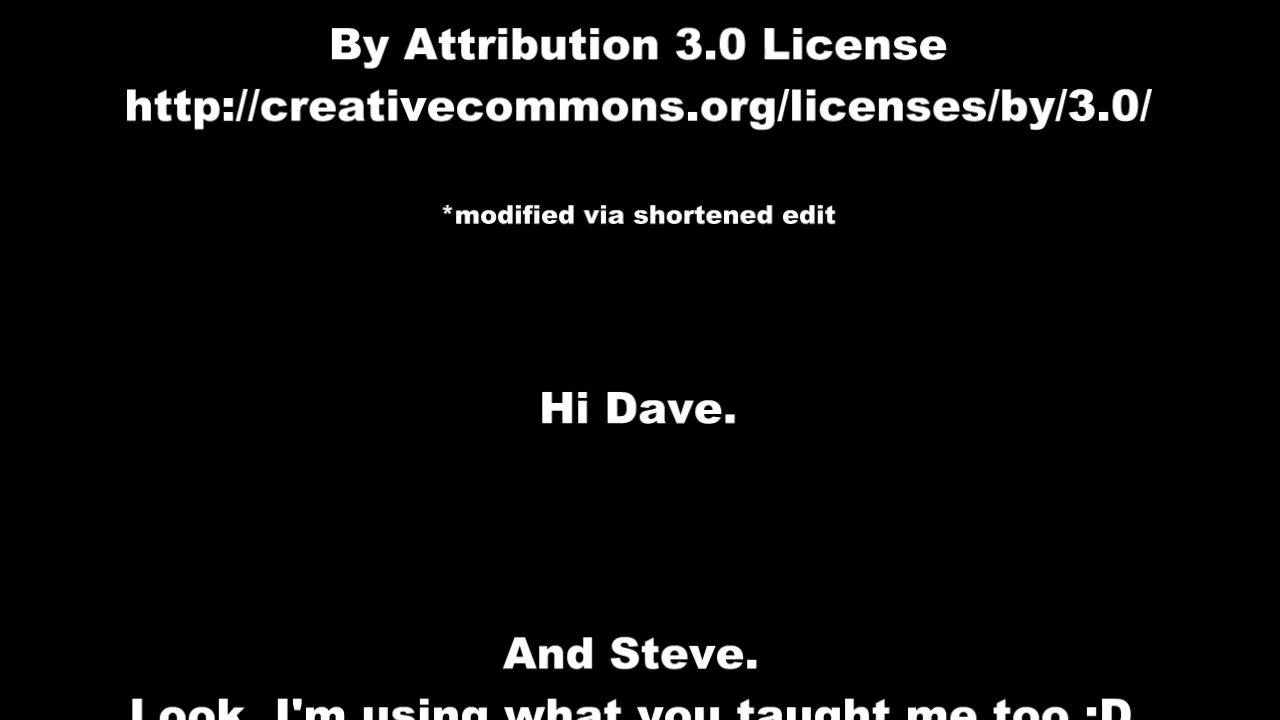 By Attribution 3.0 License
http://creativecommons.org/licenses/by/3.0/
*modified via shortened edit
Hi Dave.
And Steve.
Look, I'm using what you taught me too :D